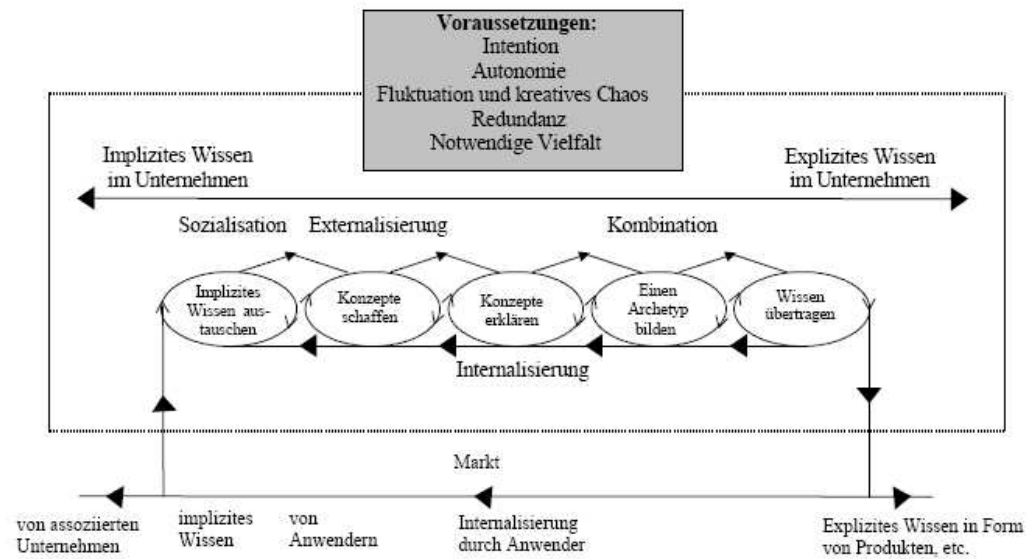 Voraussetzungen:
Intention
Autonomie
Fluktuation und kreatives Chaos
Redundanz
Notwendige Vielfalt
Implizites Wissen
im Unternehmen
Explizites Wissen
im Unternehmen
Sozialisation
Externalisierung
Kombination
Implizites
Wissen aus-
tauschen
Konzepte
schaffen
Konzepte
erklären
Einen
Archetyp
bilden
Wissen
übertragen
Internalisierung
Markt
von assoziierten
Unternehmen
implizites
Wissen
von
Anwendern
Internalisierung
durch Anwender
Explizites Wissen in Form
von Produkten, etc.